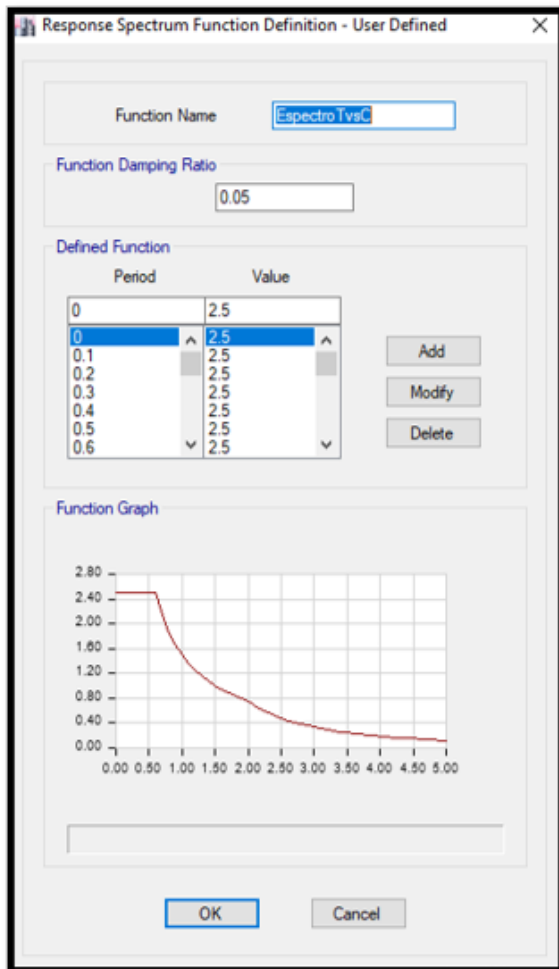 Response Spectrum Function Definition - User Defined
Function Name EspectroTvsC
Function Damping Ratio
0.05
Defined Function
Period Value
0 2.5
0 2.5
0.1 2.5
0.2 2.5
0.3 2.5
0.4 2.5
0.5 2.5
0.6 2.5
Add
Modify
Delete
Function Graph
2.80
2.40
2.00
1.60
1.20
0.80
0.40
0.00
0.00 0.50 1.00 1.50 2.00 2.50 3.00 3.50 4.00 4.50 5.00
OK Cancel